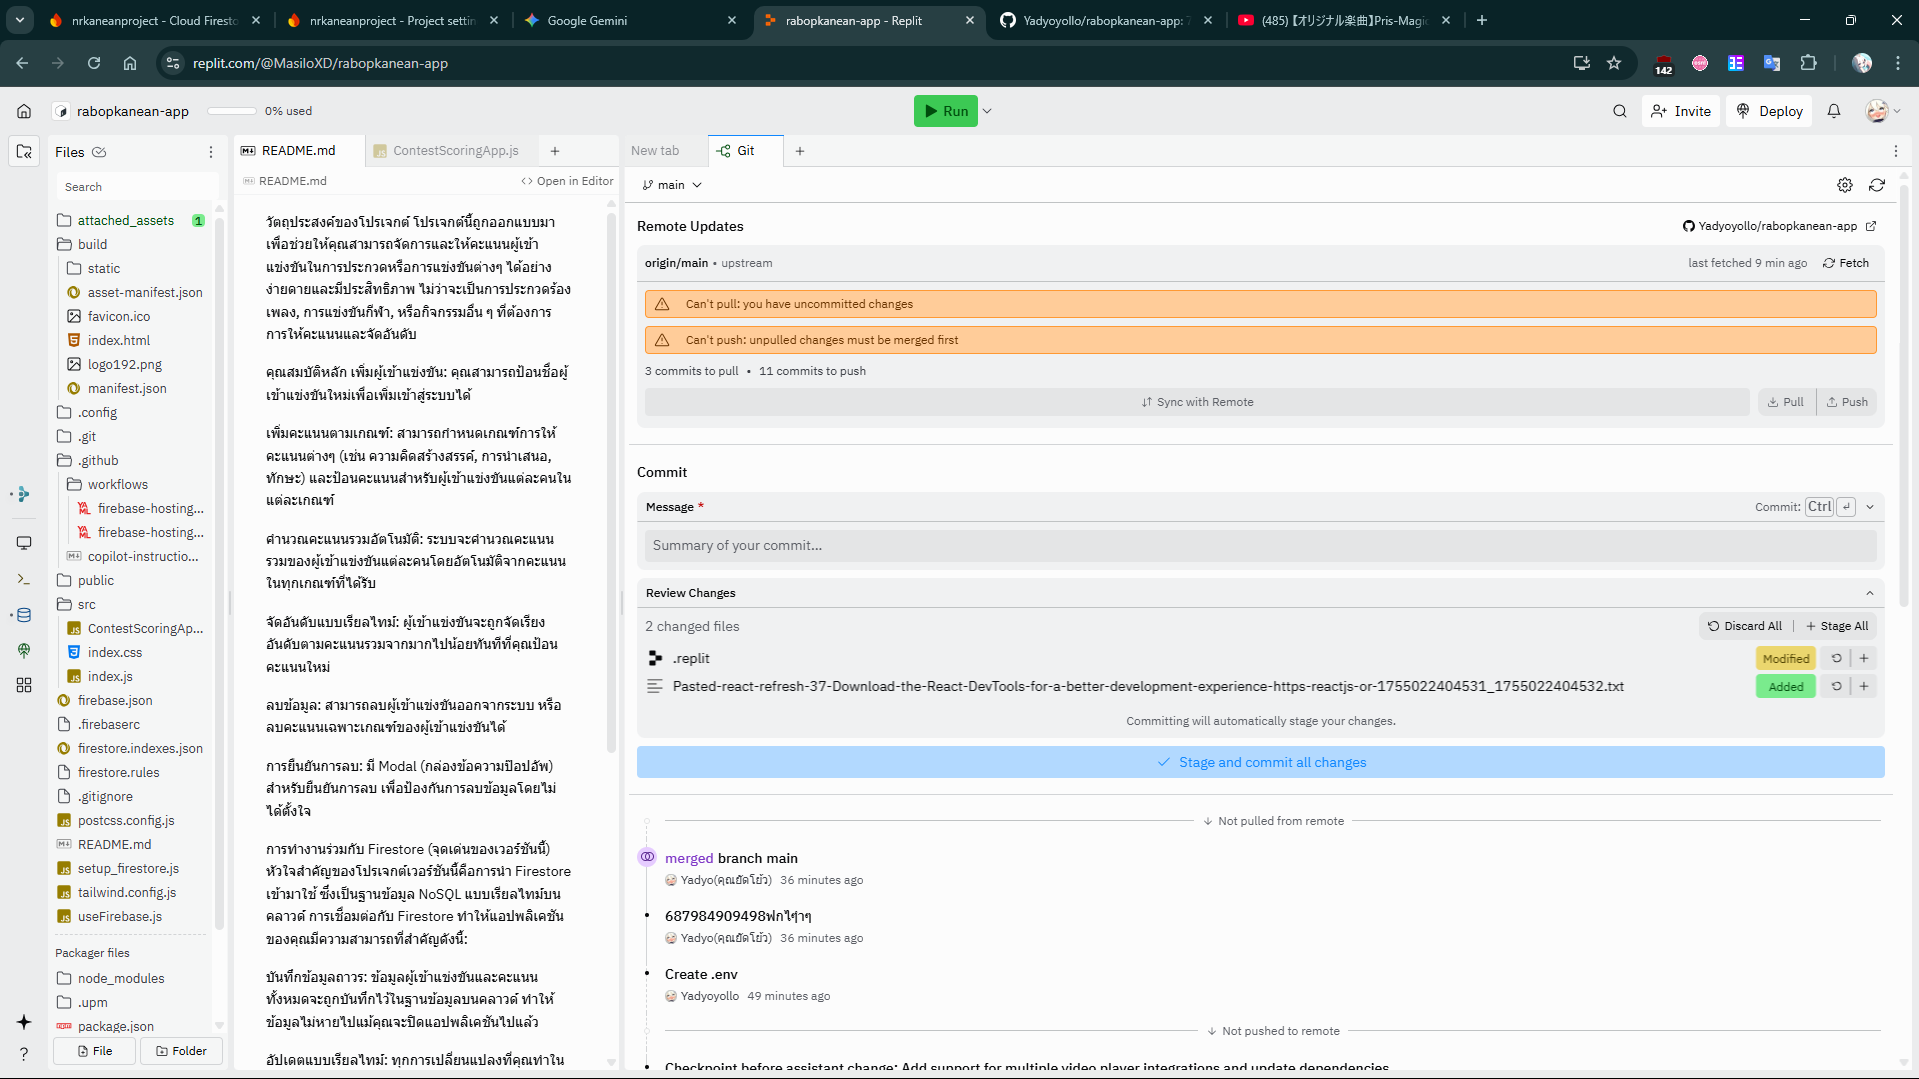 nrkaneanproject - Cloud Firesto
nrkaneanproject - Project settin
Google Gemini
rabopkanean-app - Replit
Yadyoyollo/rabopkanean-app: 7
(485) 【オリジナル楽曲】Pris-Magic
replit.com/@MasiloXD/rabopkanean-app
142
rabopkanean-app
0% used
Run
Invite
Deploy
Files
Search
attached_assets
1
build
static
asset-manifest.json
favicon.ico
index.html
logo192.png
manifest.json
.config
.git
.github
workflows
firebase-hosting...
firebase-hosting...
copilot-instructio...
public
src
ContestScoringAp...
index.css
index.js
firebase.json
.firebaserc
firestore.indexes.json
firestore.rules
.gitignore
postcss.config.js
README.md
setup_firestore.js
tailwind.config.js
useFirebase.js
Packager files
node_modules
.upm
package.json
File
Folder
README.md
ContestScoringApp.js
README.md
Open in Editor
วัตถุประสงค์ของโปรเจกต์ โปรเจกต์นี้ถูกออกแบบมา
เพื่อช่วยให้คุณสามารถจัดการและให้คะแนนผู้เข้า
แข่งขันในการประกวดหรือการแข่งขันต่างๆ ได้อย่าง
ง่ายดายและมีประสิทธิภาพ ไม่ว่าจะเป็นการประกวดร้อง
เพลง, การแข่งขันกีฬา, หรือกิจกรรมอื่น ๆ ที่ต้องการ
การให้คะแนนและจัดอันดับ
คุณสมบัติหลัก เพิ่มผู้เข้าแข่งขัน: คุณสามารถป้อนชื่อผู้
เข้าแข่งขันใหม่เพื่อเพิ่มเข้าสู่ระบบได้
เพิ่มคะแนนตามเกณฑ์: สามารถกำหนดเกณฑ์การให้
คะแนนต่างๆ (เช่น ความคิดสร้างสรรค์, การนำเสนอ,
ทักษะ) และป้อนคะแนนสำหรับผู้เข้าแข่งขันแต่ละคนใน
แต่ละเกณฑ์
คำนวณคะแนนรวมอัตโนมัติ: ระบบจะคำนวณคะแนน
รวมของผู้เข้าแข่งขันแต่ละคนโดยอัตโนมัติจากคะแนน
ในทุกเกณฑ์ที่ได้รับ
จัดอันดับแบบเรียลไทม์: ผู้เข้าแข่งขันจะถูกจัดเรียง
อันดับตามคะแนนรวมจากมากไปน้อยทันทีที่คุณป้อน
คะแนนใหม่
ลบข้อมูล: สามารถลบผู้เข้าแข่งขันออกจากระบบ หรือ
ลบคะแนนเฉพาะเกณฑ์ของผู้เข้าแข่งขันได้
การยืนยันการลบ: มี Modal (กล่องข้อความป๊อปอัพ)
สำหรับยืนยันการลบ เพื่อป้องกันการลบข้อมูลโดยไม่
ได้ตั้งใจ
การทำงานร่วมกับ Firestore (จุดเด่นของเวอร์ชันนี้)
หัวใจสำคัญของโปรเจกต์เวอร์ชันนี้คือการนำ Firestore
เข้ามาใช้ ซึ่งเป็นฐานข้อมูล NoSQL แบบเรียลไทม์บน
คลาวด์ การเชื่อมต่อกับ Firestore ทำให้แอปพลิเคชัน
ของคุณมีความสามารถที่สำคัญดังนี้:
บันทึกข้อมูลถาวร: ข้อมูลผู้เข้าแข่งขันและคะแนน
ทั้งหมดจะถูกบันทึกไว้ในฐานข้อมูลบนคลาวด์ ทำให้
ข้อมูลไม่หายไปแม้คุณจะปิดแอปพลิเคชันไปแล้ว
อัปเดตแบบเรียลไทม์: ทุกการเปลี่ยนแปลงที่คุณทำใน
New tab
Git
main
Remote Updates
Yadyoyollo/rabopkanean-app
origin/main • upstream
last fetched 9 min ago
Fetch
Can't pull: you have uncommitted changes
Can't push: unpulled changes must be merged first
3 commits to pull • 11 commits to push
Sync with Remote
Pull
Push
Commit
Message *
Commit: Ctrl
Summary of your commit...
Review Changes
2 changed files
Discard All
Stage All
.replit
Modified
Pasted-react-refresh-37-Download-the-React-DevTools-for-a-better-development-experience-https-reactjs-or-1755022404531_1755022404532.txt
Added
Committing will automatically stage your changes.
Stage and commit all changes
Not pulled from remote
merged branch main
Yadyo(คุณยัดโย้ว) 36 minutes ago
Yadyo(คุณยัดโย้ว) 36 minutes ago
Create .env
Yadyoyollo 49 minutes ago
Not pushed to remote
Checkpoint before assistant change: Add support for multiple video player integrations and update dependencies